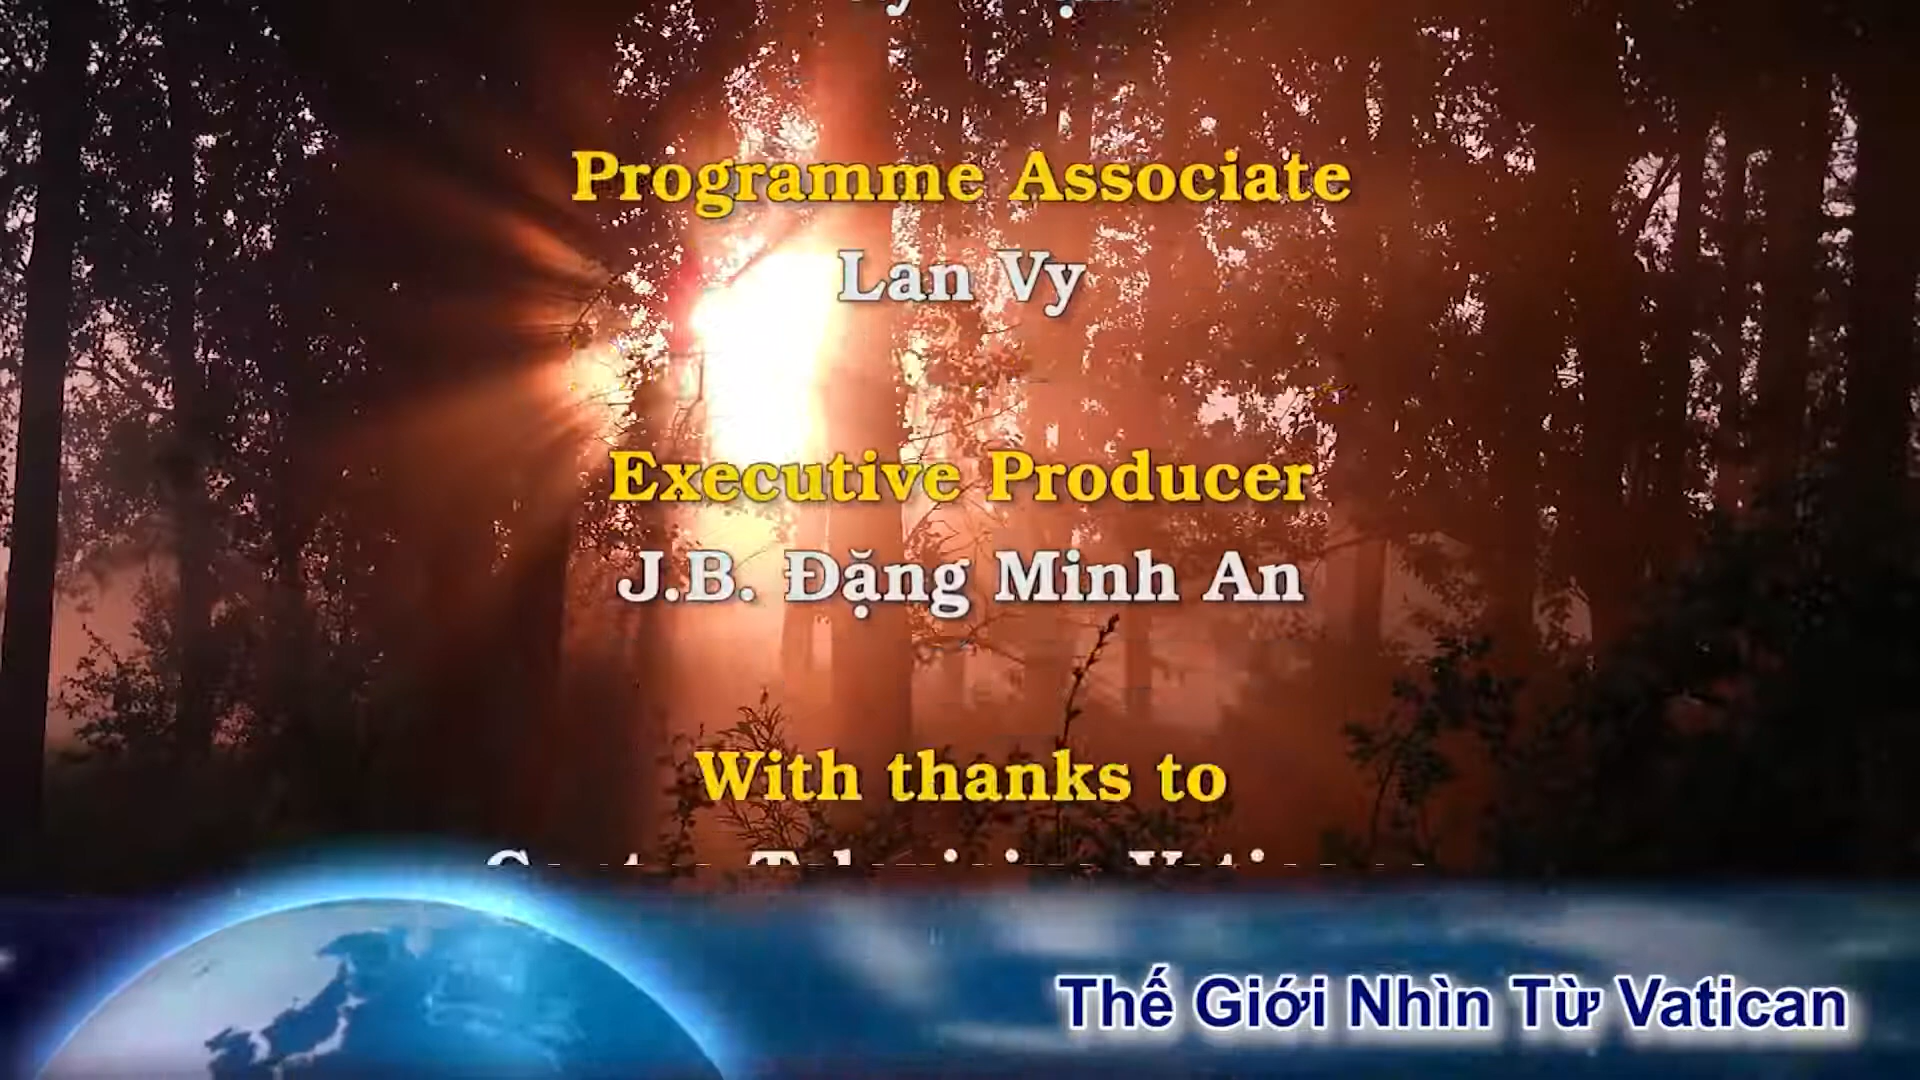 Programme Associate
Lan Vy
Executive Producer
J.B. Đặng Minh An
With thanks to
Thế Giới Nhìn Từ Vatican